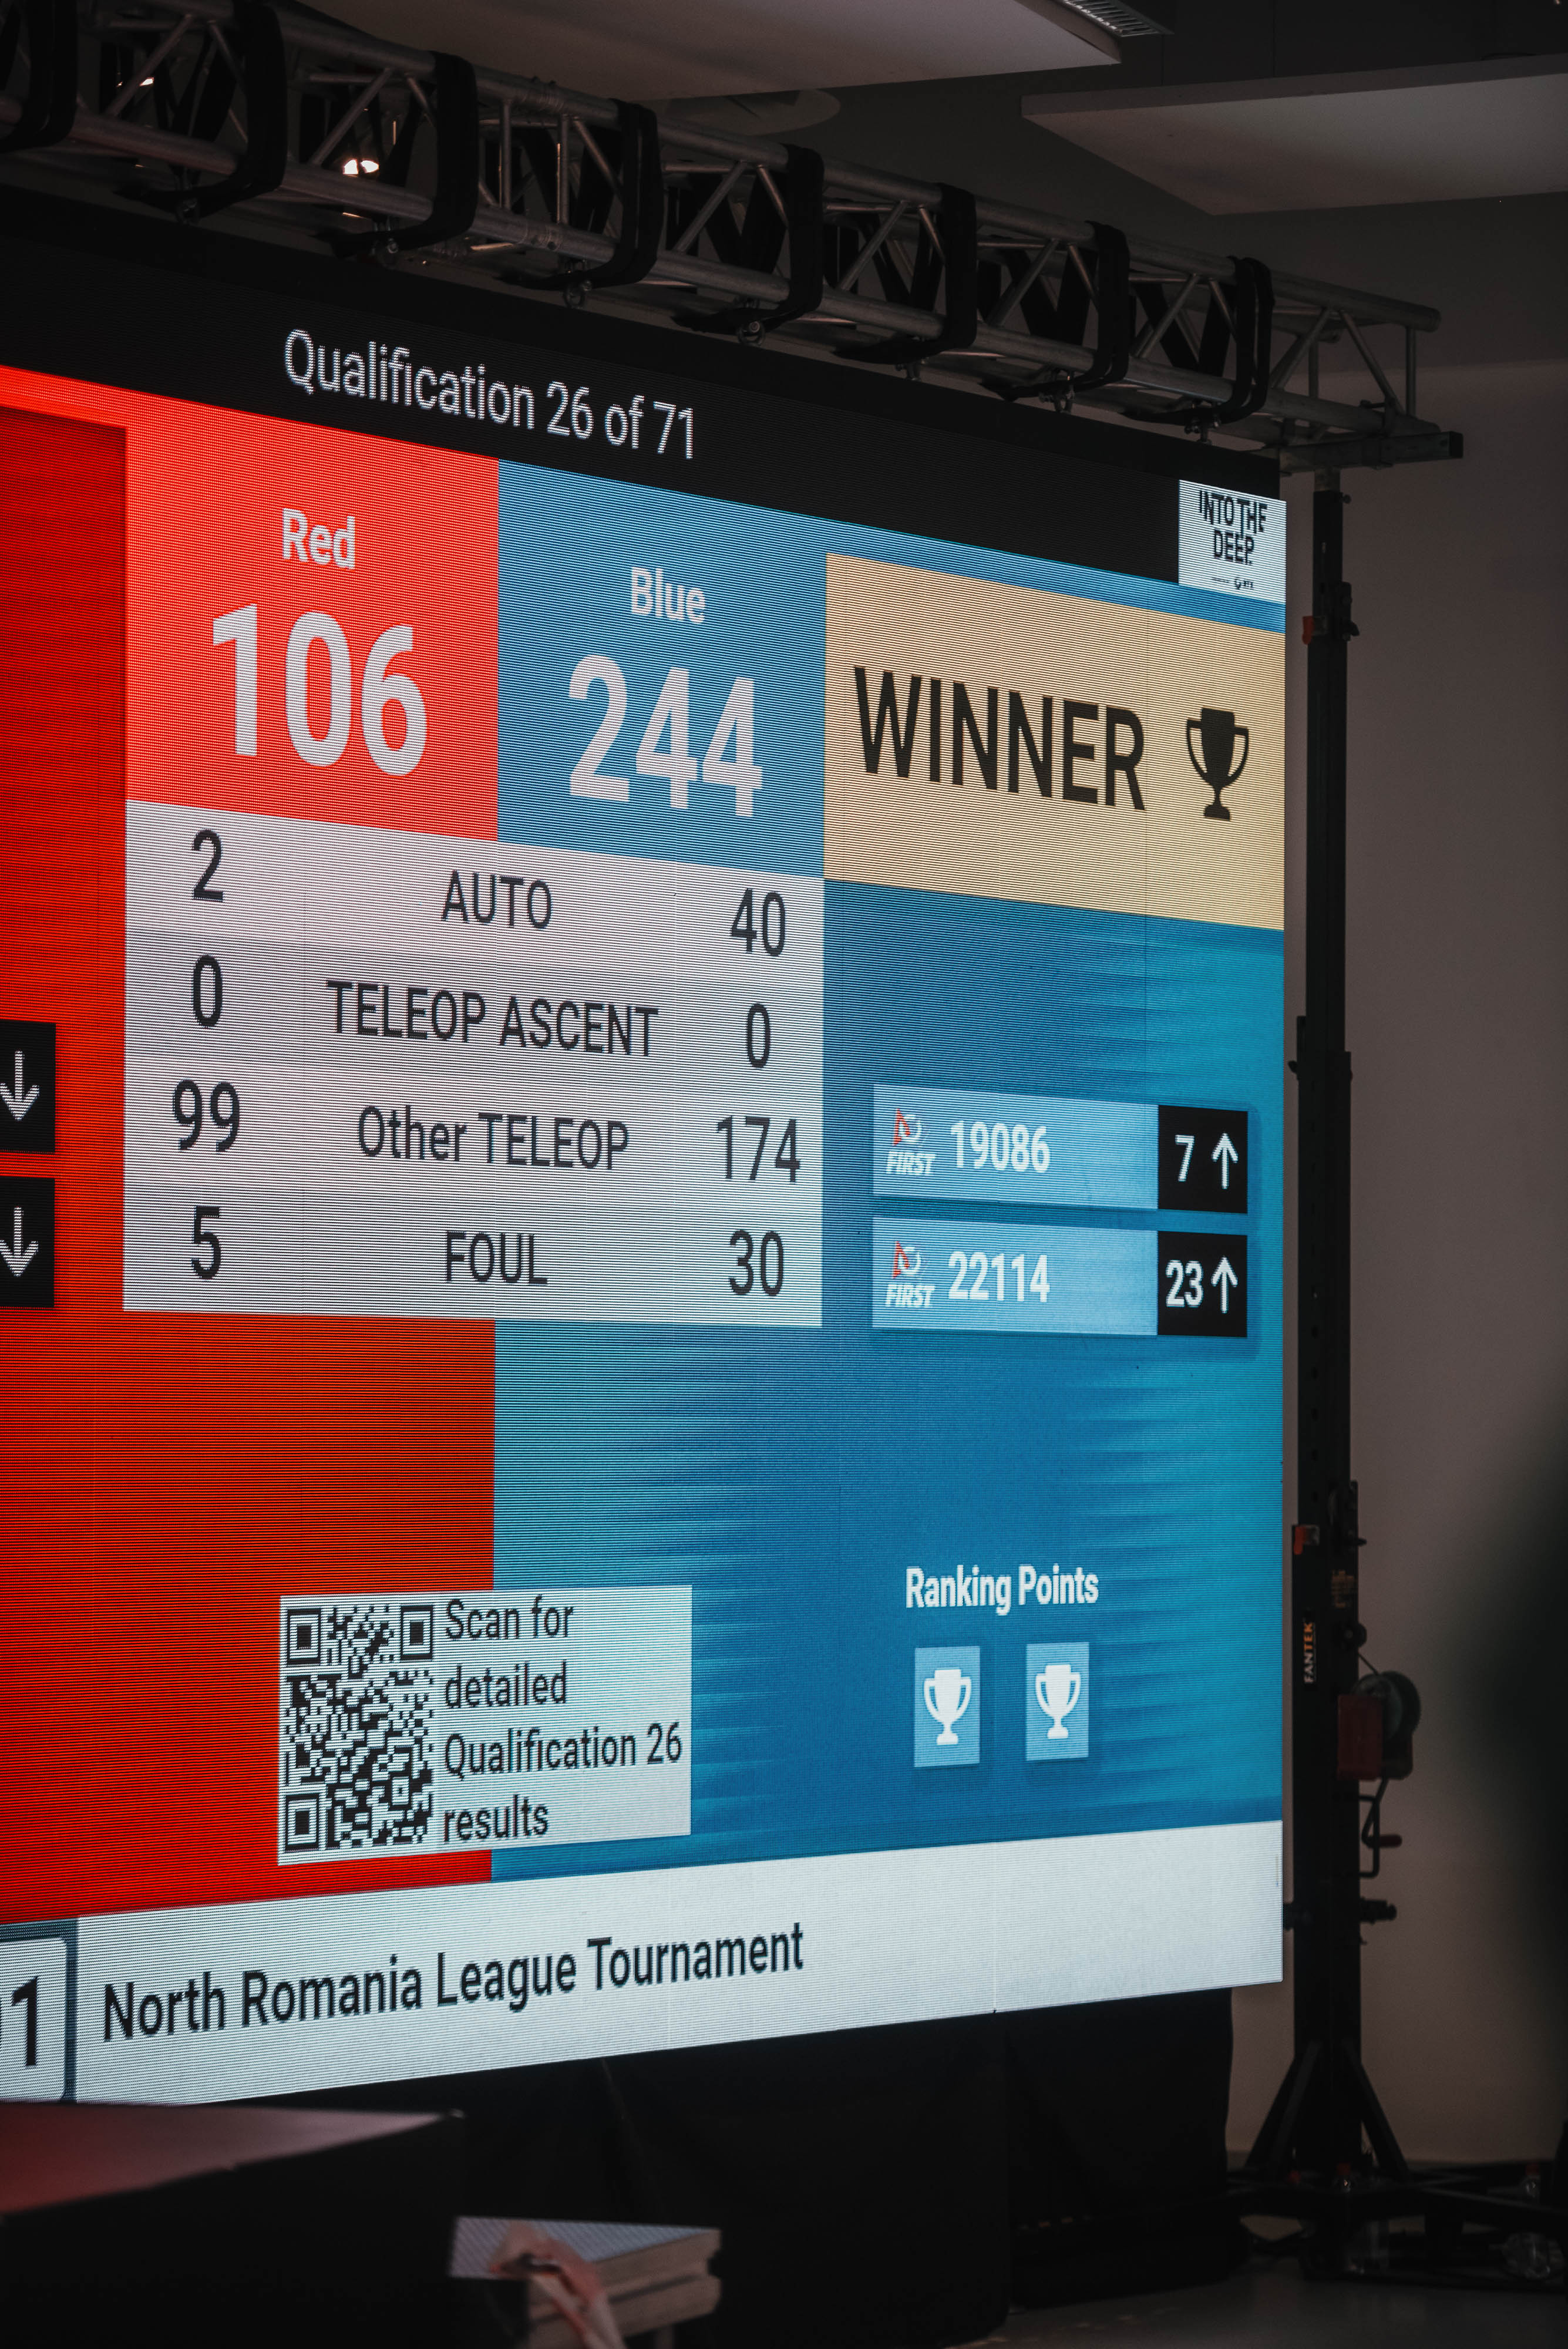 Qualification 26 of 71
INTO THE
DEEP
Red
106
Blue
244
WINNER
2 AUTO 40
0 TELEOP ASCENT 0
99 Other TELEOP 174
5 FOUL 30
FIRST 19086 7 ↑
FIRST 22114 23 ↑
↓
↓
Ranking Points
Scan for
detailed
Qualification 26
results
1
North Romania League Tournament
FANTEK